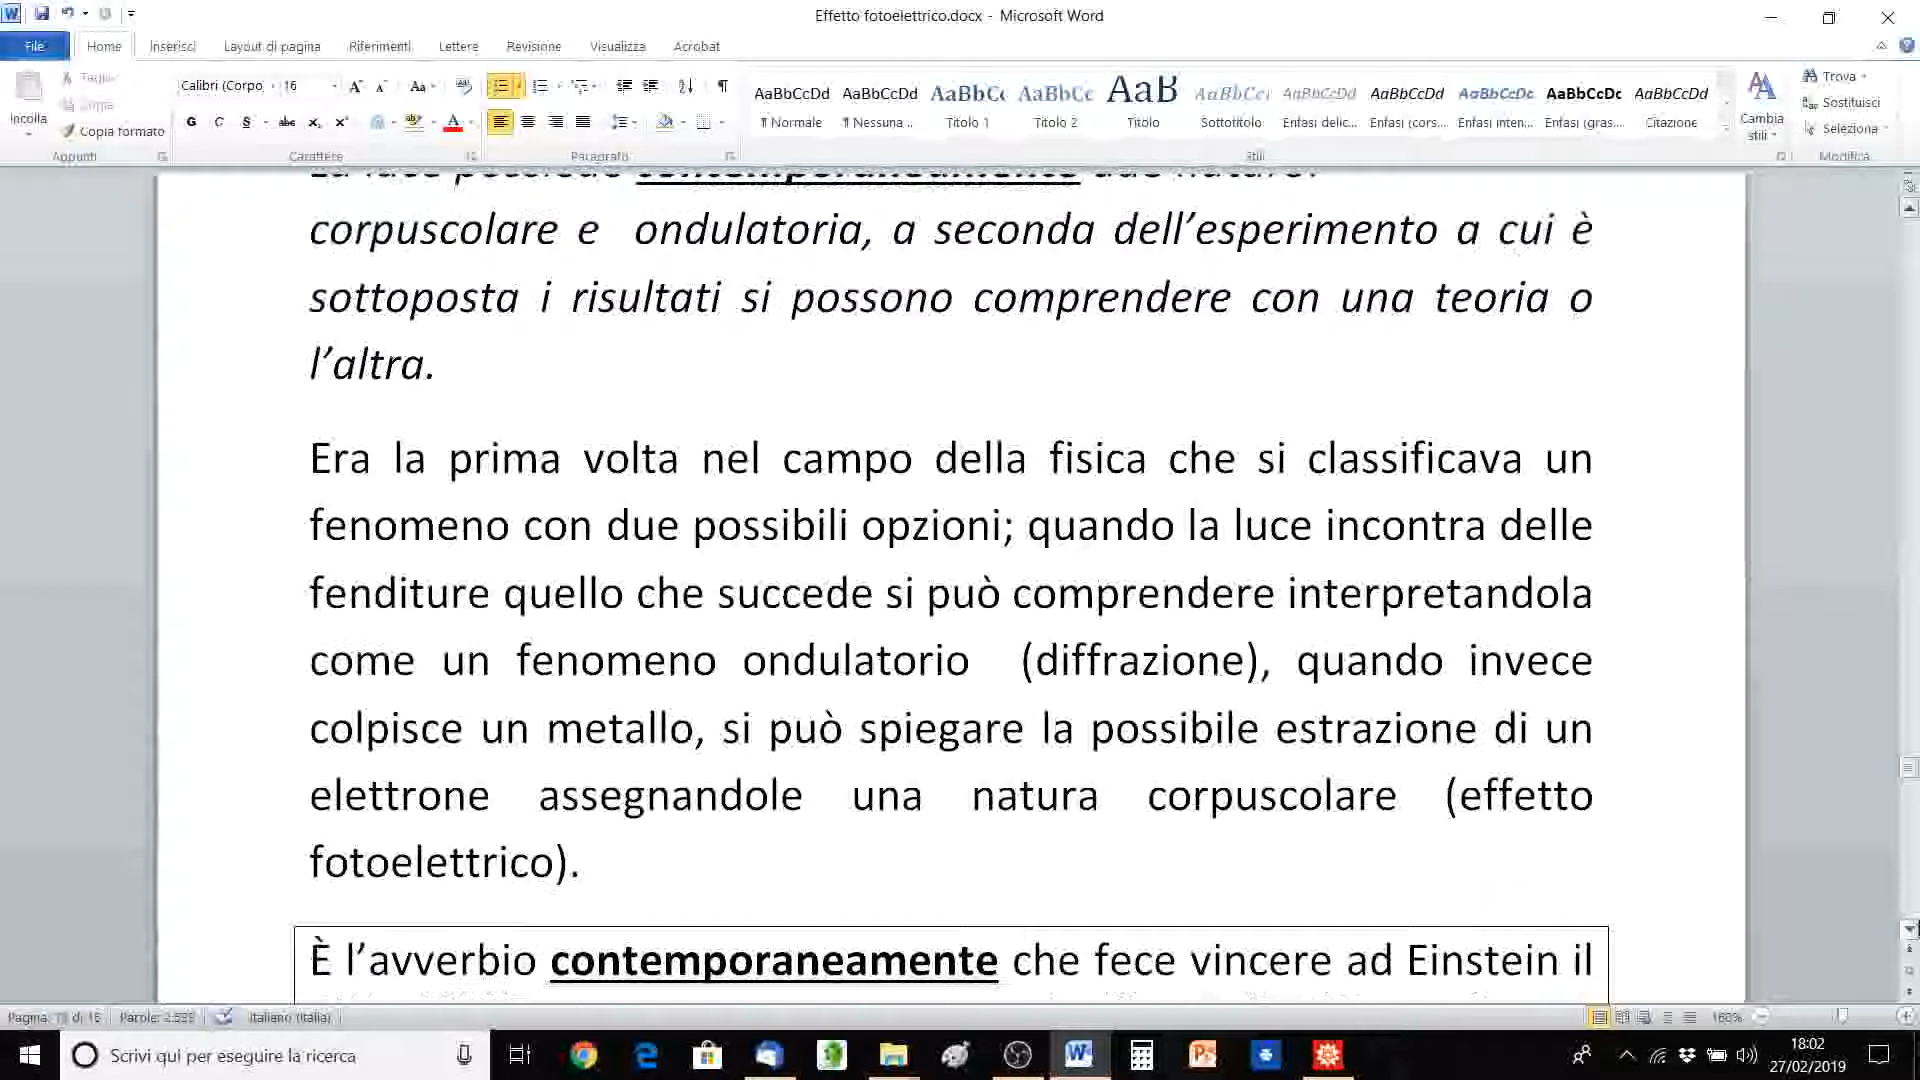 Effetto fotoelettrico.docx - Microsoft Word
File Home Inserisci Layout di pagina Riferimenti Lettere Revisione Visualizza Acrobat
Calibri (Corpo 16
Trova
Sostituisci
Seleziona
Incolla
Taglia
Copia
Copia formato
AaBbCcDd AaBbCcDd AaBbCc AaBbCc AaB AaBbCc AaBbCcDd AaBbCcDd AaBbCcDc AaBbCcDc AaBbCcDd
¶ Normale ¶ Nessuna ... Titolo 1 Titolo 2 Titolo Sottotitolo Enfasi delic... Enfasi (cors... Enfasi inten... Enfasi (gras... Citazione
Cambia
stili
Appunti Carattere Paragrafo Stili Modifica
contemporaneamente
corpuscolare e ondulatoria, a seconda dell'esperimento a cui è
sottoposta i risultati si possono comprendere con una teoria o
l'altra.
Era la prima volta nel campo della fisica che si classificava un
fenomeno con due possibili opzioni; quando la luce incontra delle
fenditure quello che succede si può comprendere interpretandola
come un fenomeno ondulatorio (diffrazione), quando invece
colpisce un metallo, si può spiegare la possibile estrazione di un
elettrone assegnandole una natura corpuscolare (effetto
fotoelettrico).
È l'avverbio contemporaneamente che fece vincere ad Einstein il
Pagina: di 16 Parole: Italiano (Italia) 160%
Scrivi qui per eseguire la ricerca
18:02
27/02/2019